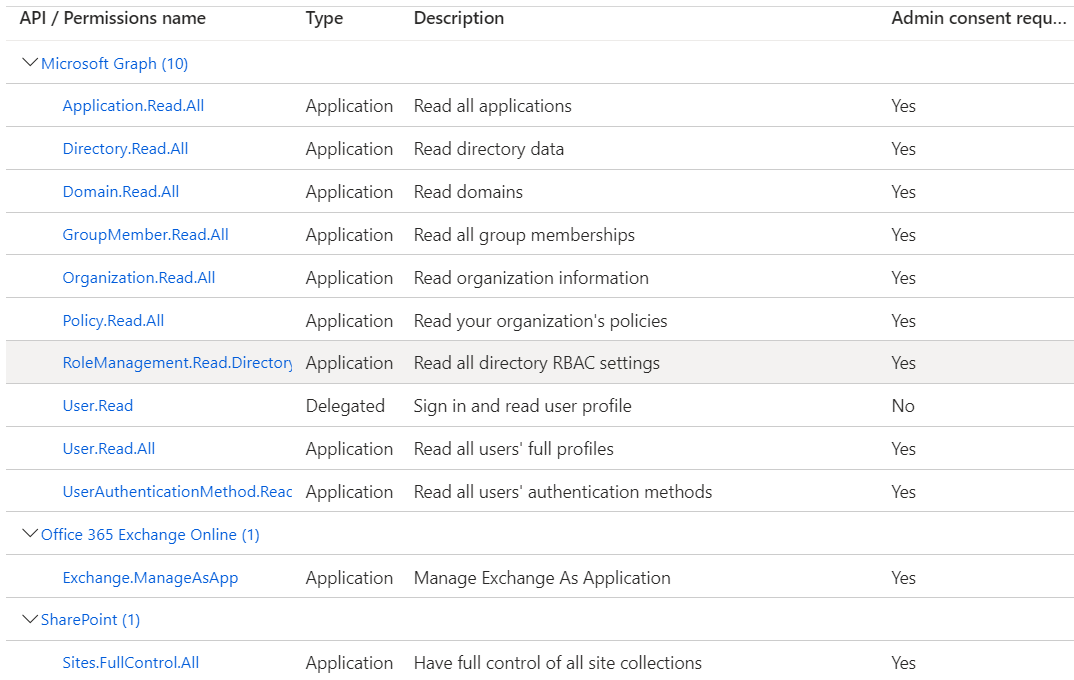 API / Permissions name Type Description Admin consent requ...
Microsoft Graph (10)
Application.Read.All Application Read all applications Yes
Directory.Read.All Application Read directory data Yes
Domain.Read.All Application Read domains Yes
GroupMember.Read.All Application Read all group memberships Yes
Organization.Read.All Application Read organization information Yes
Policy.Read.All Application Read your organization's policies Yes
RoleManagement.Read.Directory Application Read all directory RBAC settings Yes
User.Read Delegated Sign in and read user profile No
User.Read.All Application Read all users' full profiles Yes
UserAuthenticationMethod.Read Application Read all users' authentication methods Yes
Office 365 Exchange Online (1)
Exchange.ManageAsApp Application Manage Exchange As Application Yes
SharePoint (1)
Sites.FullControl.All Application Have full control of all site collections Yes